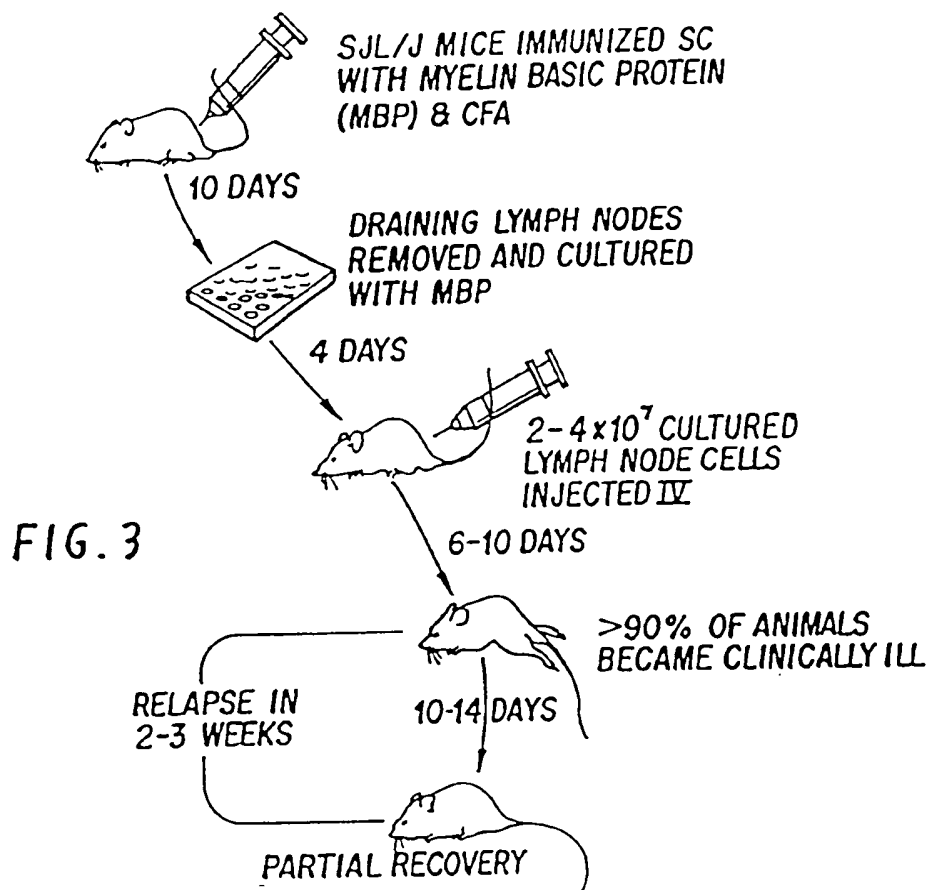 SJL/J MICE IMMUNIZED SC
WITH MYELIN BASIC PROTEIN
(MBP) & CFA
10 DAYS
DRAINING LYMPH NODES
REMOVED AND CULTURED
WITH MBP
4 DAYS
2-4x10⁷ CULTURED
LYMPH NODE CELLS
INJECTED IV
FIG. 3
6-10 DAYS
>90% OF ANIMALS
BECAME CLINICALLY ILL
RELAPSE IN
2-3 WEEKS
10-14 DAYS
PARTIAL RECOVERY